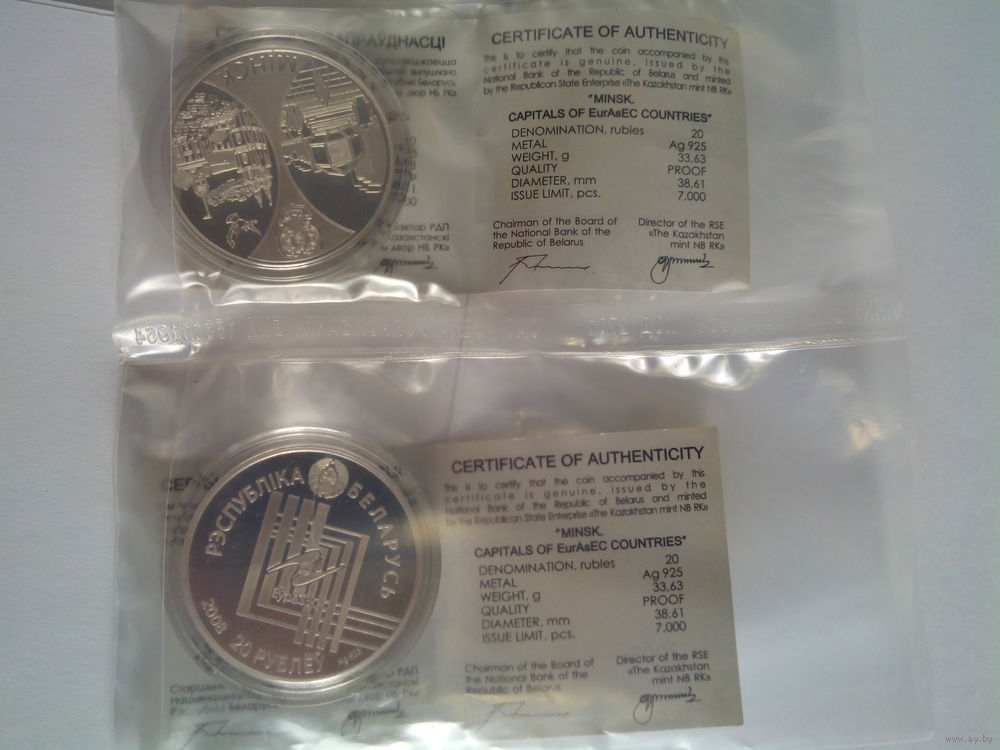 МІНСК
АПРАЎДНАСЦІ
CERTIFICATE OF AUTHENTICITY
This is to certify that the coin accompanied by this
certificate is genuine, issued by the
National Bank of the Republic of Belarus and minted
by the Republican State Enterprise «The Kazakhstan mint NB RK»
"MINSK.
CAPITALS OF EurAsEC COUNTRIES"
DENOMINATION, rubles 20
METAL Ag 925
WEIGHT, g 33,63
QUALITY PROOF
DIAMETER, mm 38,61
ISSUE LIMIT, pcs. 7,000
РДП
двор НБ РК»
Chairman of the Board of
the National Bank of the
Republic of Belarus
Director of the RSE
«The Kazakhstan
mint NB RK»
РЭСПУБЛІКА БЕЛАРУСЬ
2008 20 РУБЛЁЎ
CERTIFICATE OF AUTHENTICITY
This is to certify that the coin accompanied by this
certificate is genuine, issued by the
National Bank of the Republic of Belarus and minted
by the Republican State Enterprise «The Kazakhstan mint NB RK»
"MINSK.
CAPITALS OF EurAsEC COUNTRIES"
DENOMINATION, rubles 20
METAL Ag 925
WEIGHT, g 33,63
QUALITY PROOF
DIAMETER, mm 38,61
ISSUE LIMIT, pcs. 7,000
Chairman of the Board of
the National Bank of the
Republic of Belarus
Director of the RSE
«The Kazakhstan
mint NB RK»
www.ay.by